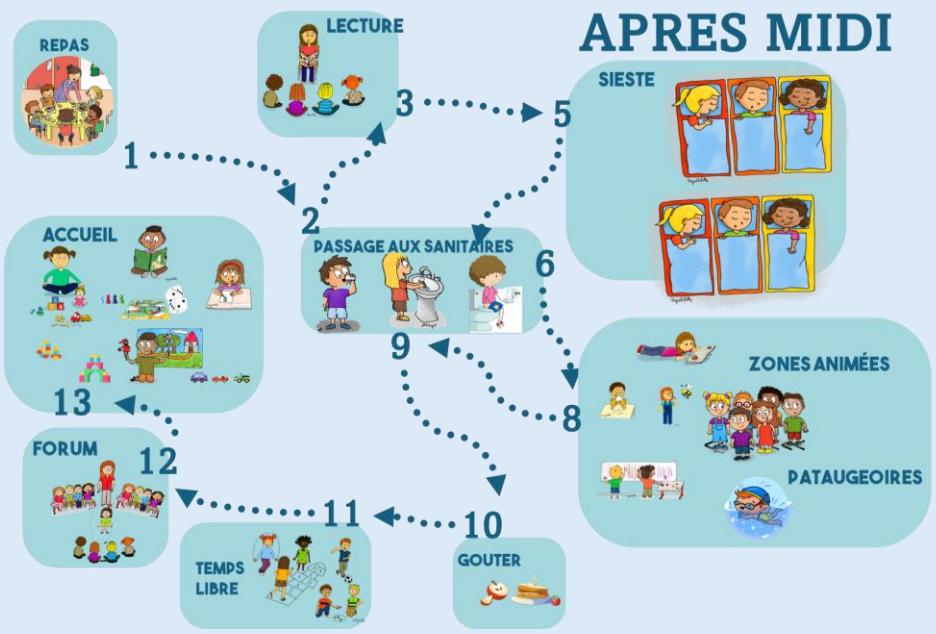 APRES MIDI
REPAS
LECTURE
SIESTE
1
2
3
5
ACCUEIL
PASSAGE AUX SANITAIRES
6
9
8
ZONES ANIMÉES
PATAUGEOIRES
13
FORUM
12
11
10
TEMPS
LIBRE
GOUTER